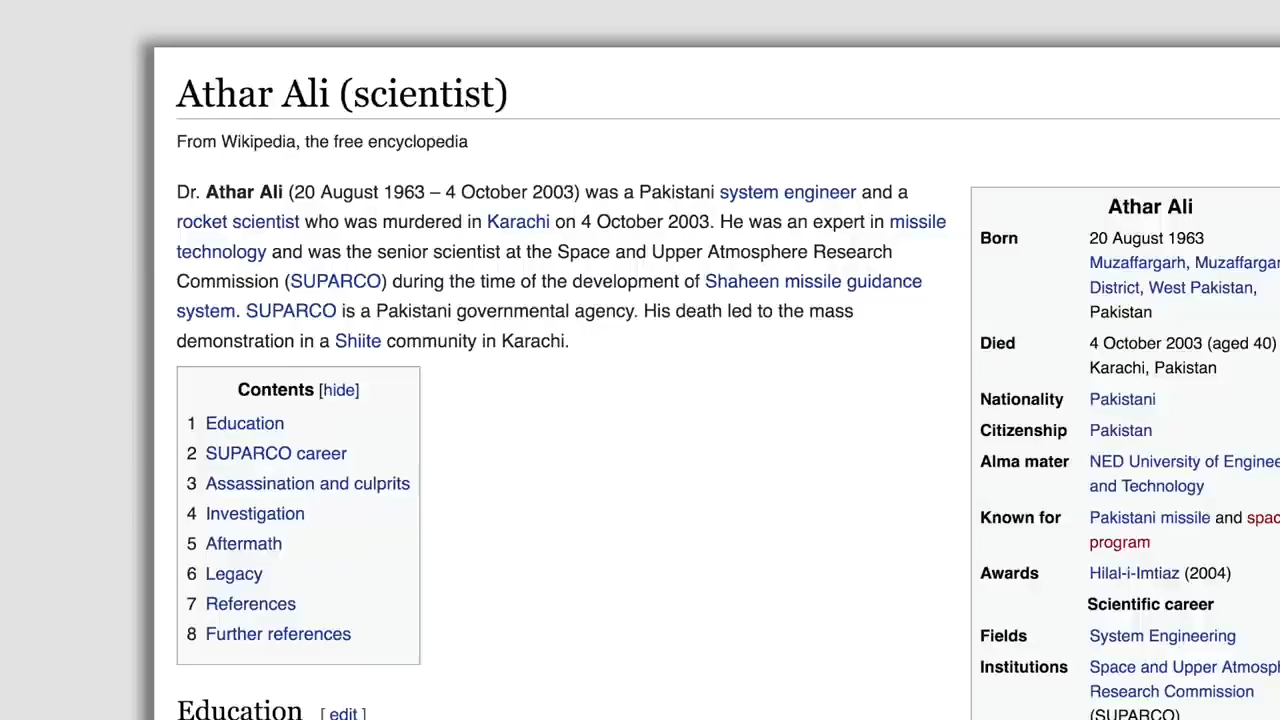 Athar Ali (scientist)
From Wikipedia, the free encyclopedia
Dr. Athar Ali (20 August 1963 – 4 October 2003) was a Pakistani system engineer and a
rocket scientist who was murdered in Karachi on 4 October 2003. He was an expert in missile
technology and was the senior scientist at the Space and Upper Atmosphere Research
Commission (SUPARCO) during the time of the development of Shaheen missile guidance
system. SUPARCO is a Pakistani governmental agency. His death led to the mass
demonstration in a Shiite community in Karachi.
Contents [hide]
1 Education
2 SUPARCO career
3 Assassination and culprits
4 Investigation
5 Aftermath
6 Legacy
7 References
8 Further references
Education [ edit ]
Athar Ali
Born 20 August 1963
Muzaffargarh, Muzaffargar
District, West Pakistan,
Pakistan
Died 4 October 2003 (aged 40)
Karachi, Pakistan
Nationality Pakistani
Citizenship Pakistan
Alma mater NED University of Enginee
and Technology
Known for Pakistani missile and spac
program
Awards Hilal-i-Imtiaz (2004)
Scientific career
Fields System Engineering
Institutions Space and Upper Atmosph
Research Commission
(SUPARCO)